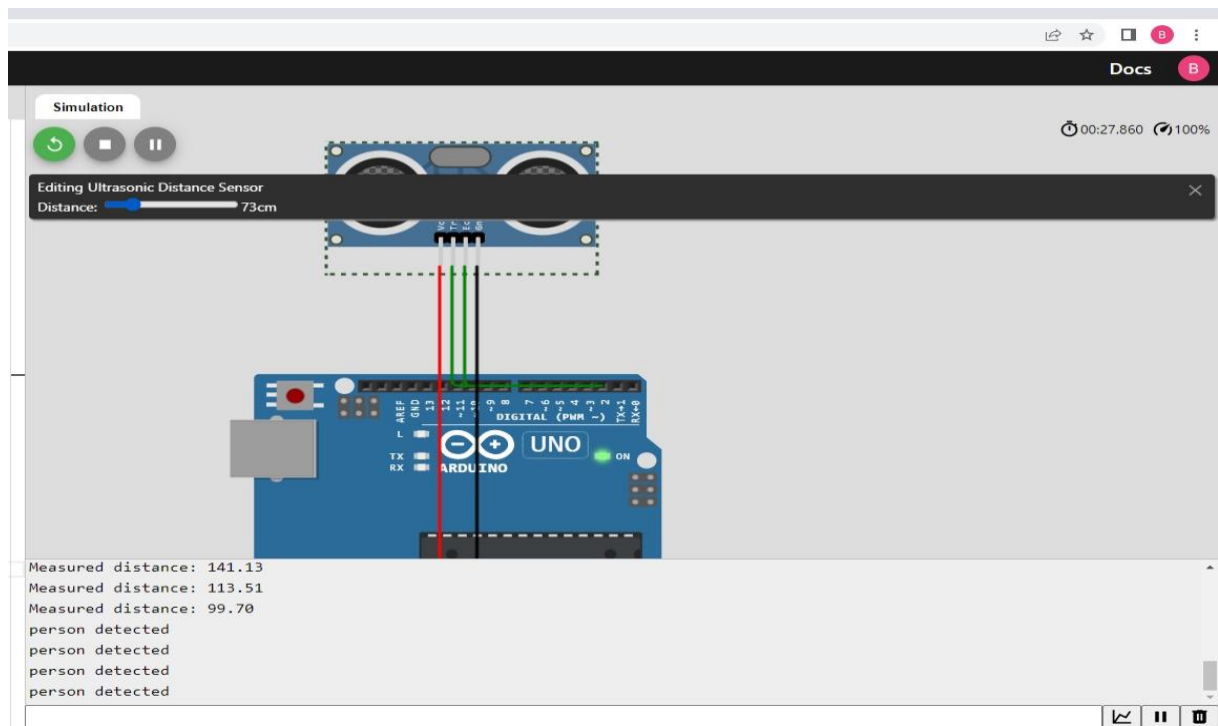 B
Docs
B
Simulation
00:27.860
100%
Editing Ultrasonic Distance Sensor
Distance:
73cm
AREF
GND
13
12
~11
~10
~9
8
7
~6
~5
4
~3
2
TX→1
RX←0
DIGITAL (PWM ~)
L
TX
RX
UNO
ARDUINO
ON
Measured distance: 141.13
Measured distance: 113.51
Measured distance: 99.70
person detected
person detected
person detected
person detected